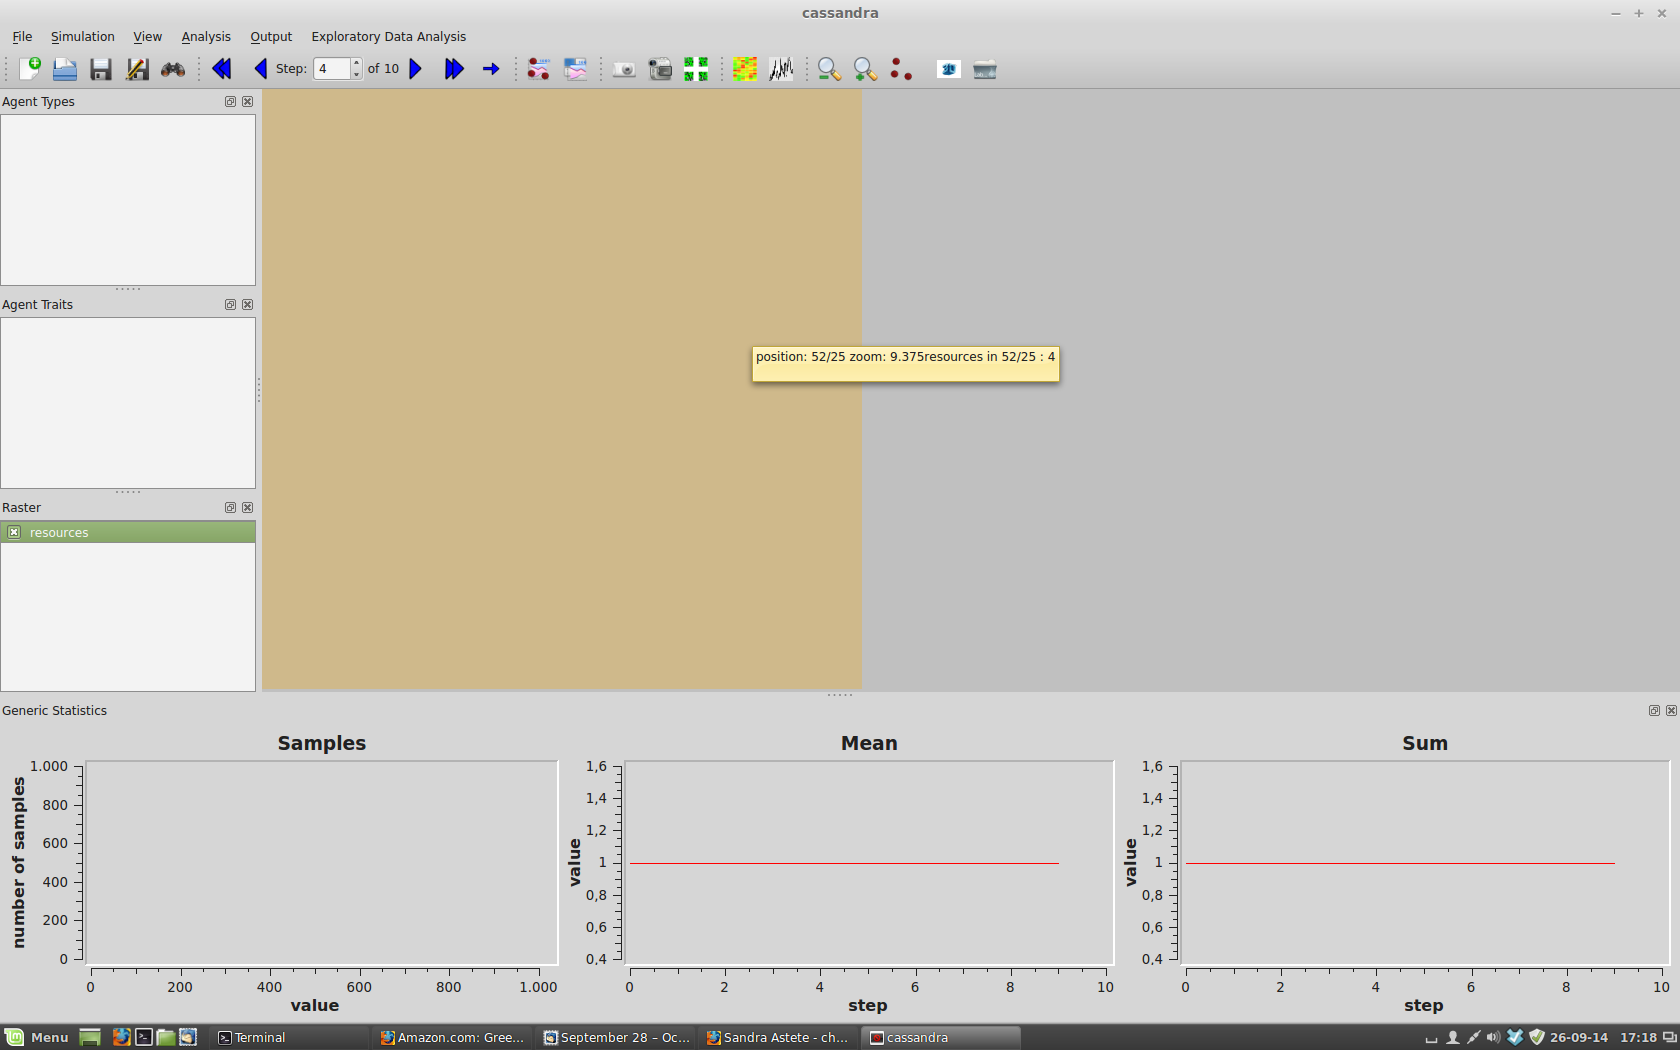 cassandra
File Simulation View Analysis Output Exploratory Data Analysis
Step: 4 of 10
Agent Types
Agent Traits
Raster
resources
position: 52/25 zoom: 9.375resources in 52/25 : 4
Generic Statistics
Samples
number of samples
1.000
800
600
400
200
0
0 200 400 600 800 1.000
value
Mean
value
1,6
1,4
1,2
1
0,8
0,6
0,4
0 2 4 6 8 10
step
Sum
value
1,6
1,4
1,2
1
0,8
0,6
0,4
0 2 4 6 8 10
step
Menu Terminal Amazon.com: Gree... September 28 – Oc... Sandra Astete - ch... cassandra 26-09-14 17:18